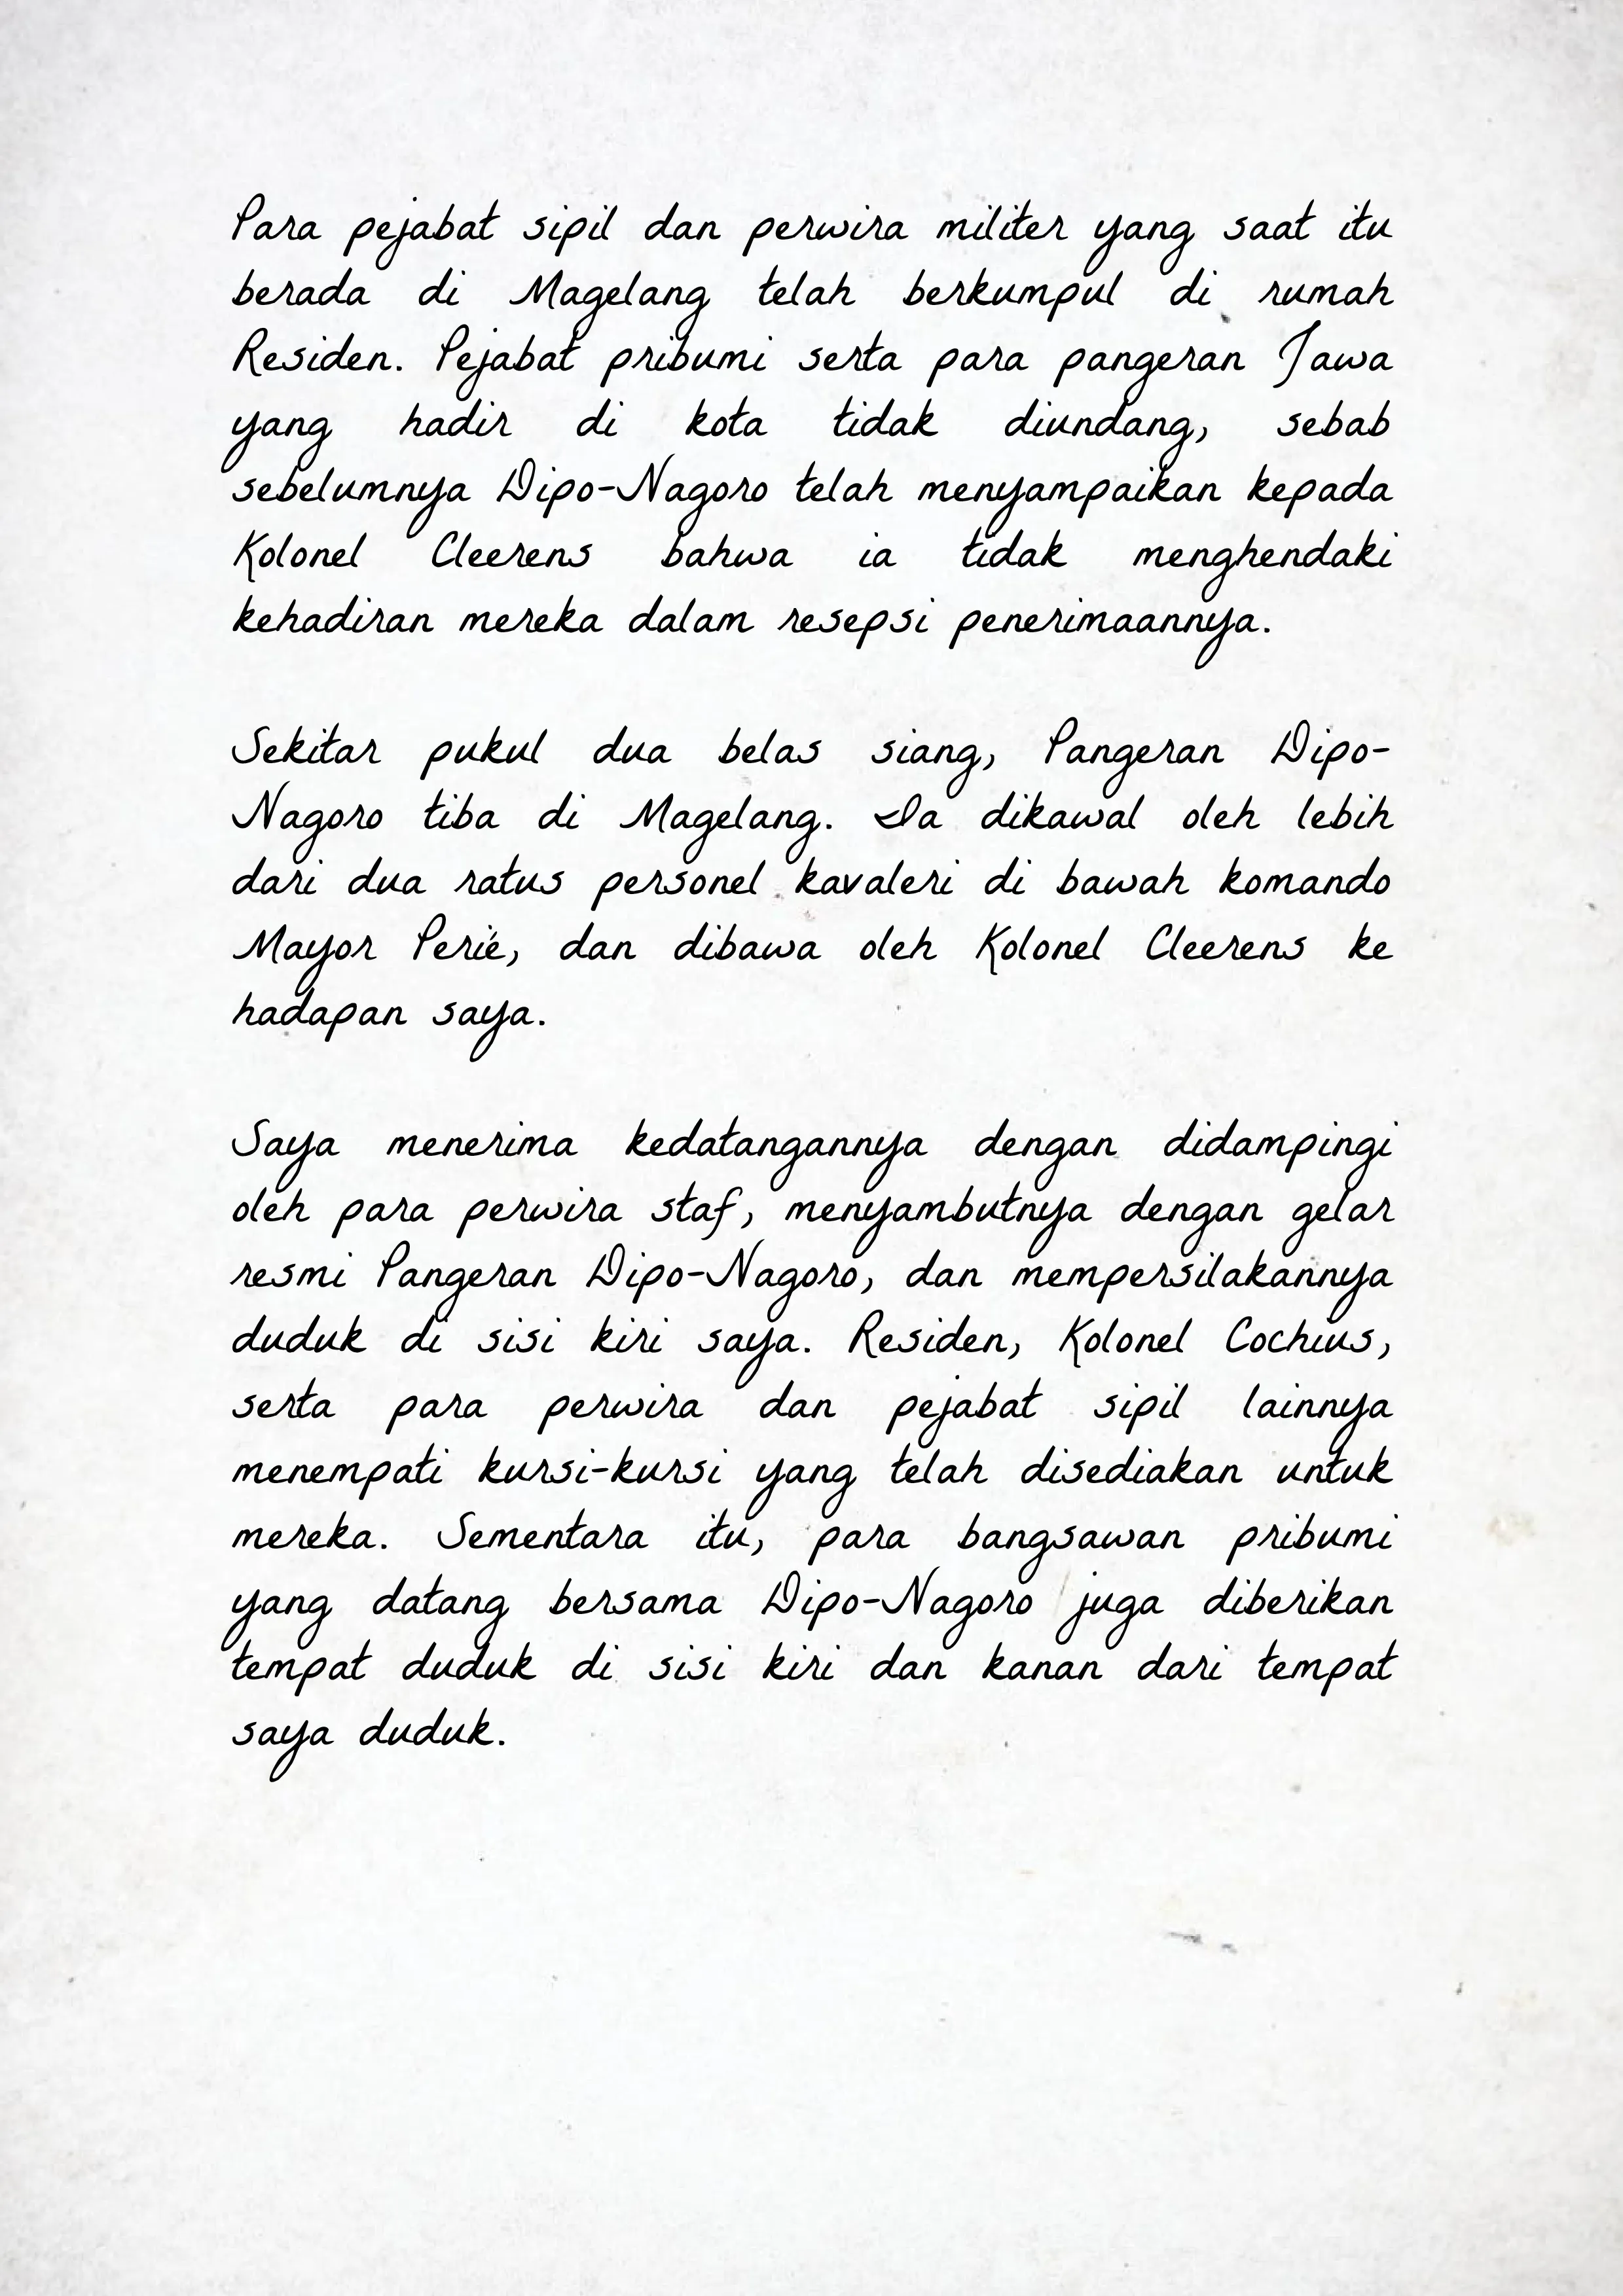 Para pejabat sipil dan perwira militer yang saat itu
berada di Magelang telah berkumpul di rumah
Residen. Pejabat pribumi serta para pangeran Jawa
yang hadir di kota tidak diundang, sebab
sebelumnya Dipo-Nagoro telah menyampaikan kepada
Kolonel Cleerens bahwa ia tidak menghendaki
kehadiran mereka dalam resepsi penerimaannya.
Sekitar pukul dua belas siang, Pangeran Dipo-
Nagoro tiba di Magelang. Ia dikawal oleh lebih
dari dua ratus personel kavaleri di bawah komando
Mayor Perié, dan dibawa oleh Kolonel Cleerens ke
hadapan saya.
Saya menerima kedatangannya dengan didampingi
oleh para perwira staf, menyambutnya dengan gelar
resmi Pangeran Dipo-Nagoro, dan mempersilakannya
duduk di sisi kiri saya. Residen, Kolonel Cochius,
serta para perwira dan pejabat sipil lainnya
menempati kursi-kursi yang telah disediakan untuk
mereka. Sementara itu, para bangsawan pribumi
yang datang bersama Dipo-Nagoro juga diberikan
tempat duduk di sisi kiri dan kanan dari tempat
saya duduk.